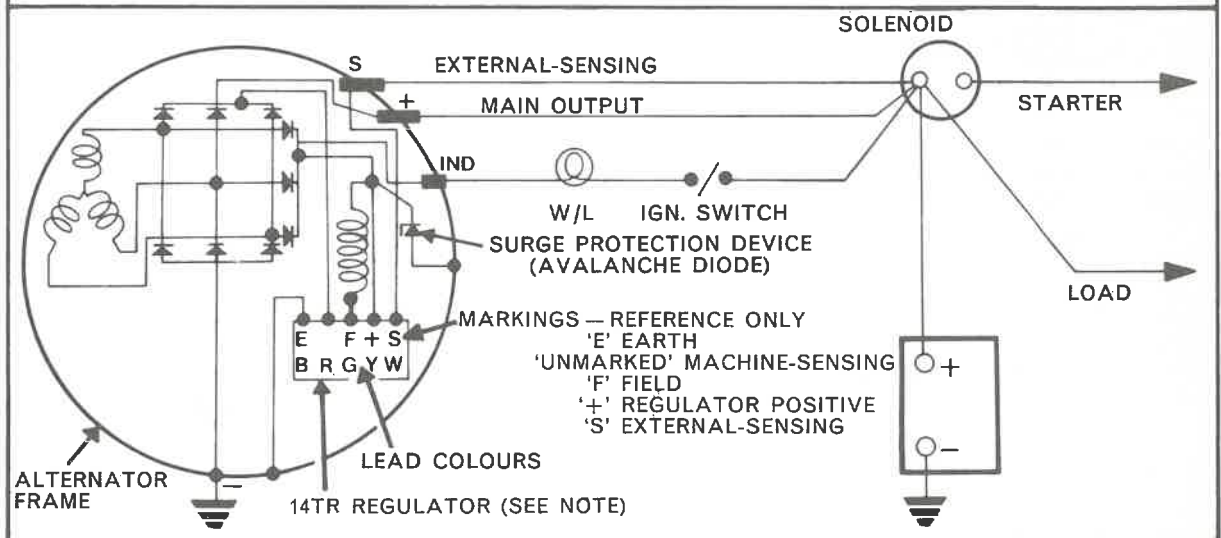 SOLENOID
S
EXTERNAL-SENSING
+
MAIN OUTPUT
STARTER
IND
W/L
IGN. SWITCH
SURGE PROTECTION DEVICE
(AVALANCHE DIODE)
LOAD
MARKINGS — REFERENCE ONLY
E F + S
'E' EARTH
B R G Y W
'UNMARKED' MACHINE-SENSING
'F' FIELD
'+' REGULATOR POSITIVE
'S' EXTERNAL-SENSING
+
−
LEAD COLOURS
ALTERNATOR
FRAME
−
14TR REGULATOR (SEE NOTE)